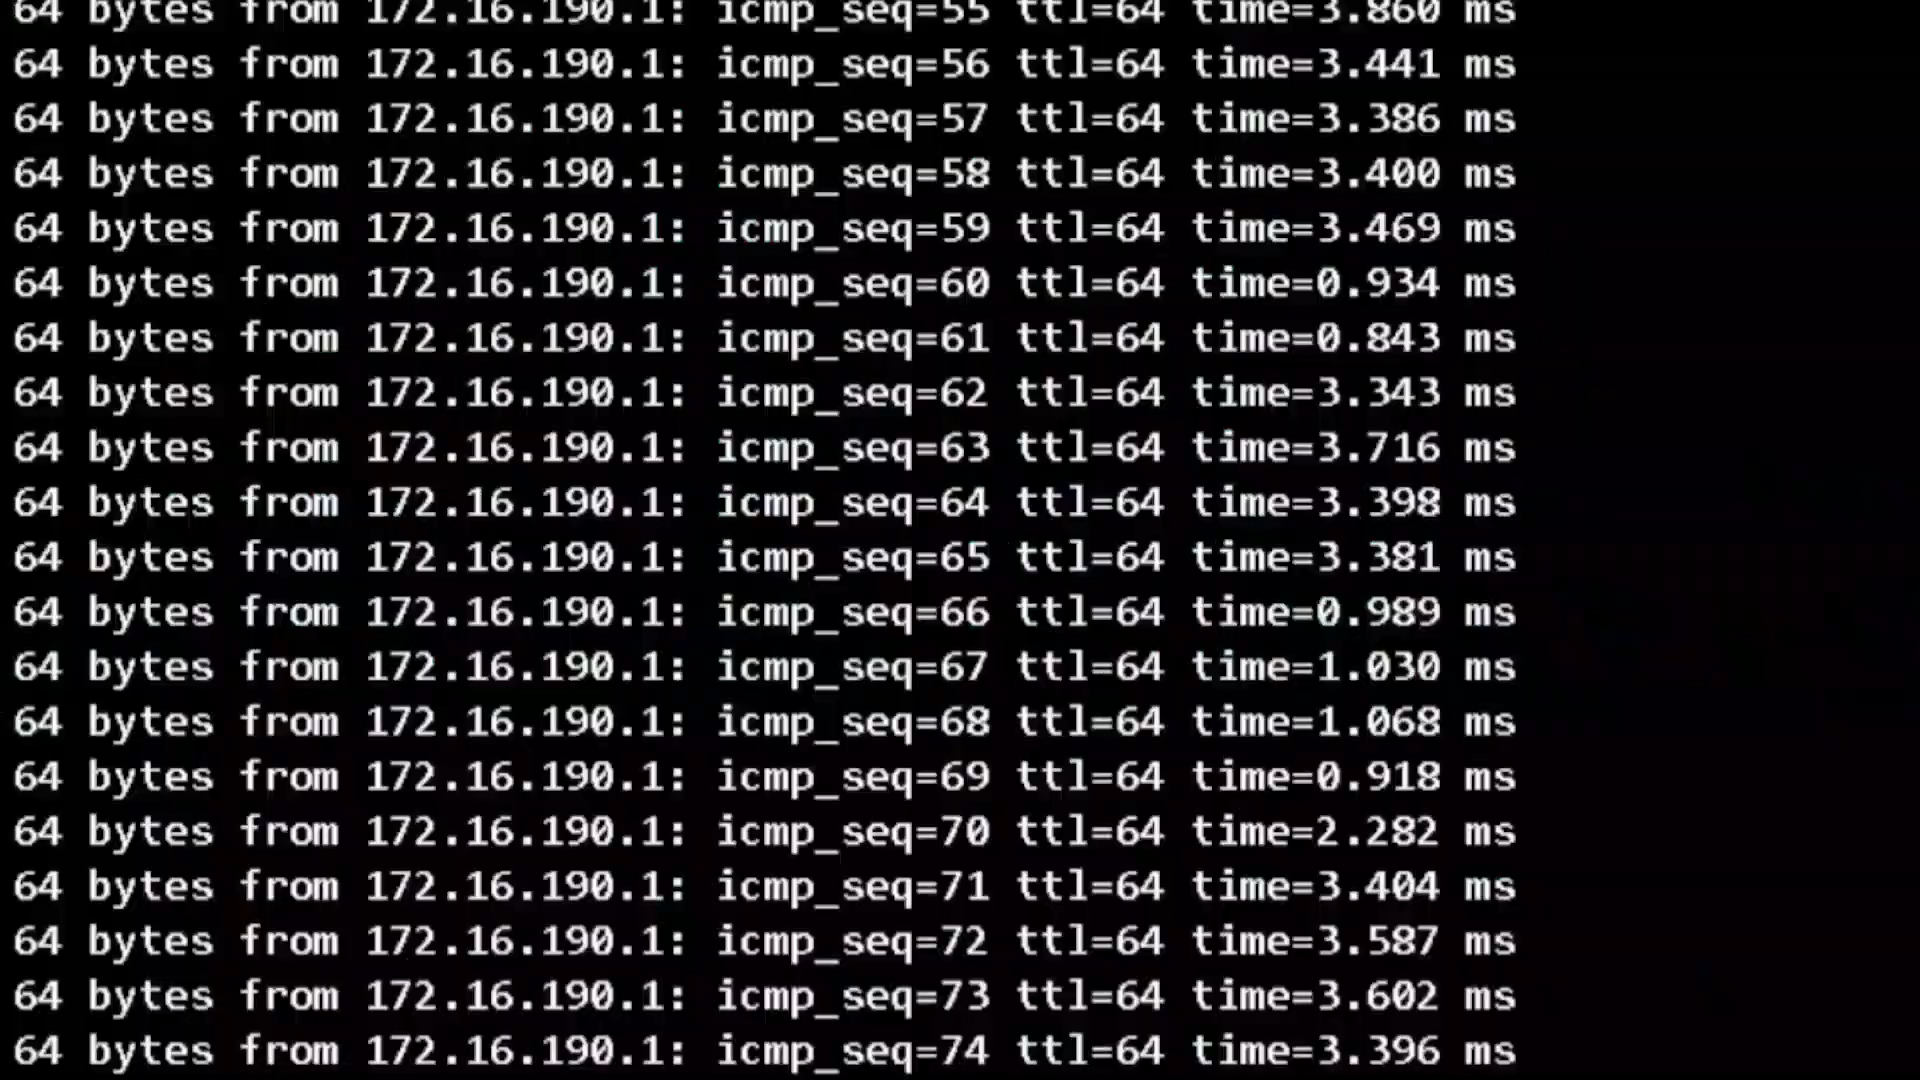 64 bytes from 172.16.190.1: icmp_seq=55 ttl=64 time=3.860 ms
64 bytes from 172.16.190.1: icmp_seq=56 ttl=64 time=3.441 ms
64 bytes from 172.16.190.1: icmp_seq=57 ttl=64 time=3.386 ms
64 bytes from 172.16.190.1: icmp_seq=58 ttl=64 time=3.400 ms
64 bytes from 172.16.190.1: icmp_seq=59 ttl=64 time=3.469 ms
64 bytes from 172.16.190.1: icmp_seq=60 ttl=64 time=0.934 ms
64 bytes from 172.16.190.1: icmp_seq=61 ttl=64 time=0.843 ms
64 bytes from 172.16.190.1: icmp_seq=62 ttl=64 time=3.343 ms
64 bytes from 172.16.190.1: icmp_seq=63 ttl=64 time=3.716 ms
64 bytes from 172.16.190.1: icmp_seq=64 ttl=64 time=3.398 ms
64 bytes from 172.16.190.1: icmp_seq=65 ttl=64 time=3.381 ms
64 bytes from 172.16.190.1: icmp_seq=66 ttl=64 time=0.989 ms
64 bytes from 172.16.190.1: icmp_seq=67 ttl=64 time=1.030 ms
64 bytes from 172.16.190.1: icmp_seq=68 ttl=64 time=1.068 ms
64 bytes from 172.16.190.1: icmp_seq=69 ttl=64 time=0.918 ms
64 bytes from 172.16.190.1: icmp_seq=70 ttl=64 time=2.282 ms
64 bytes from 172.16.190.1: icmp_seq=71 ttl=64 time=3.404 ms
64 bytes from 172.16.190.1: icmp_seq=72 ttl=64 time=3.587 ms
64 bytes from 172.16.190.1: icmp_seq=73 ttl=64 time=3.602 ms
64 bytes from 172.16.190.1: icmp_seq=74 ttl=64 time=3.396 ms